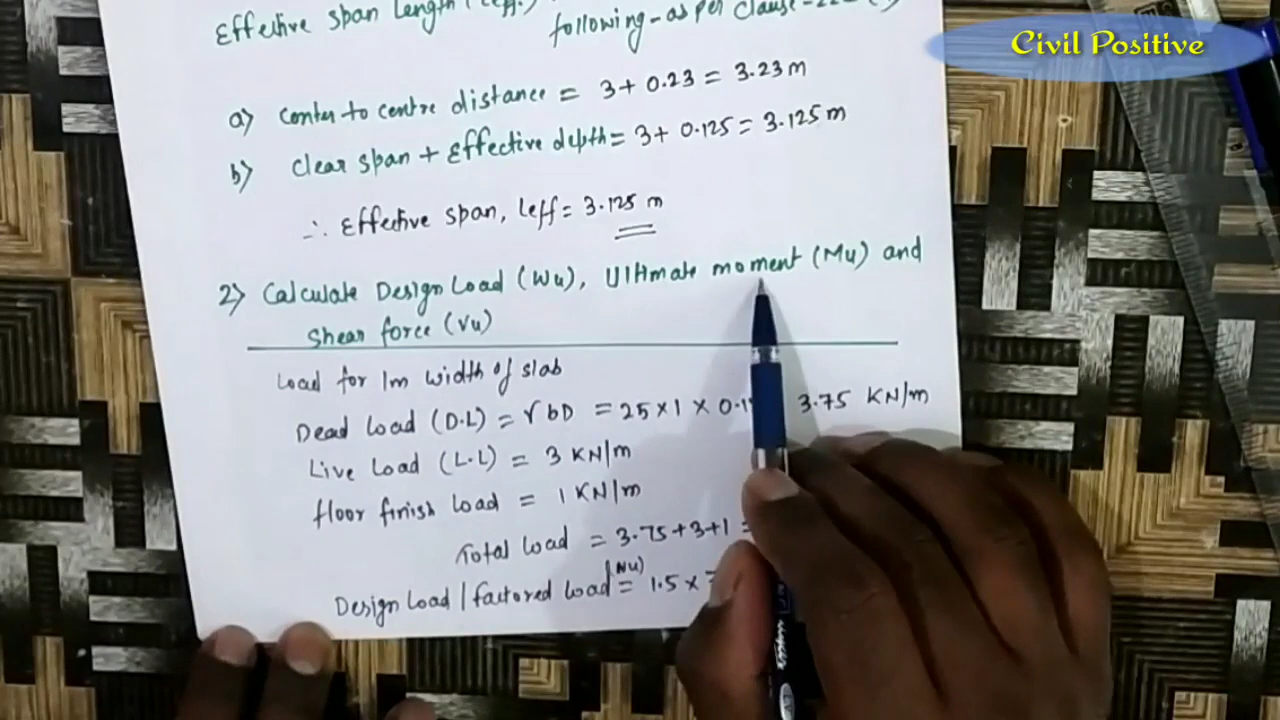 Effective span Length (Leff.)
following - as per Clause - 22
Civil Positive
a) Center to centre distance = 3 + 0.23 = 3.23 m
b) Clear span + Effective depth = 3 + 0.125 = 3.125 m
∴ Effective span, Leff = 3.125 m
2) Calculate Design Load (Wu), Ultimate moment (Mu) and
Shear force (Vu)
Load for 1m width of slab
Dead Load (D.L) = γbD = 25 × 1 × 0.1 3.75 KN/m
Live Load (L.L) = 3 KN/m
floor finish Load = 1 KN/m
Total Load = 3.75 + 3 + 1 =
Design Load / factored Load (Wu) = 1.5 ×